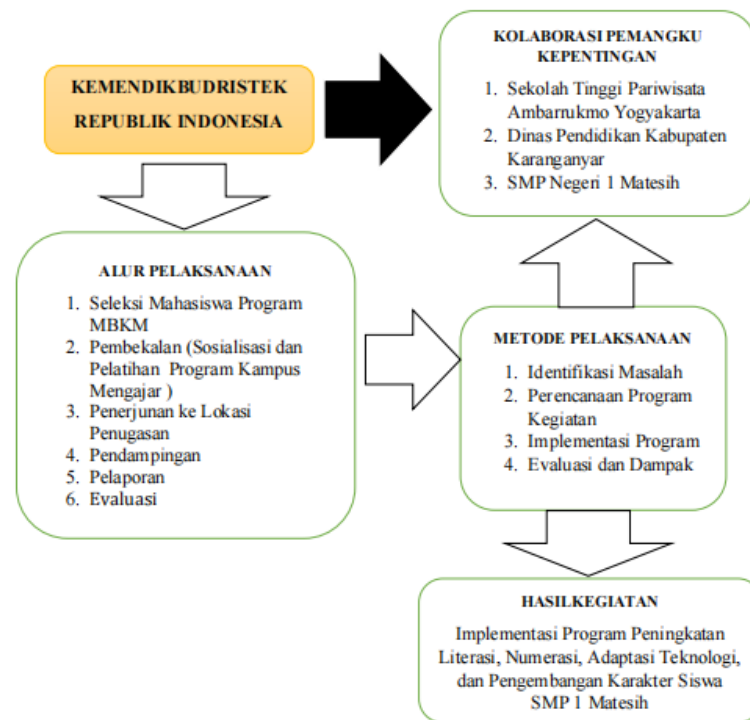 KEMENDIKBUDRISTEK
REPUBLIK INDONESIA
KOLABORASI PEMANGKU
KEPENTINGAN
1. Sekolah Tinggi Pariwisata
Ambarrukmo Yogyakarta
2. Dinas Pendidikan Kabupaten
Karanganyar
3. SMP Negeri 1 Matesih
ALUR PELAKSANAAN
1. Seleksi Mahasiswa Program
MBKM
2. Pembekalan (Sosialisasi dan
Pelatihan Program Kampus
Mengajar )
3. Penerjunan ke Lokasi
Penugasan
4. Pendampingan
5. Pelaporan
6. Evaluasi
METODE PELAKSANAAN
1. Identifikasi Masalah
2. Perencanaan Program
Kegiatan
3. Implementasi Program
4. Evaluasi dan Dampak
HASILKEGIATAN
Implementasi Program Peningkatan
Literasi, Numerasi, Adaptasi Teknologi,
dan Pengembangan Karakter Siswa
SMP 1 Matesih